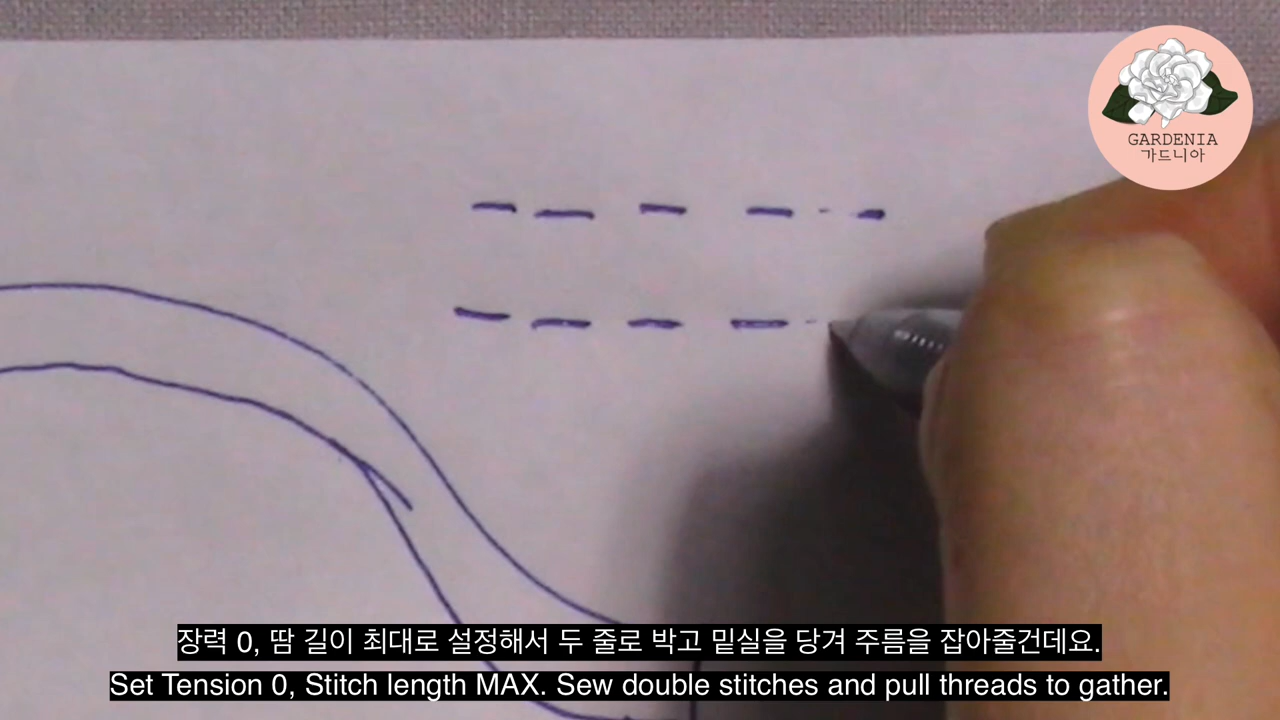 GARDENIA
가드니아
장력 0, 땀 길이 최대로 설정해서 두 줄로 박고 밑실을 당겨 주름을 잡아줄건데요.
Set Tension 0, Stitch length MAX. Sew double stitches and pull threads to gather.